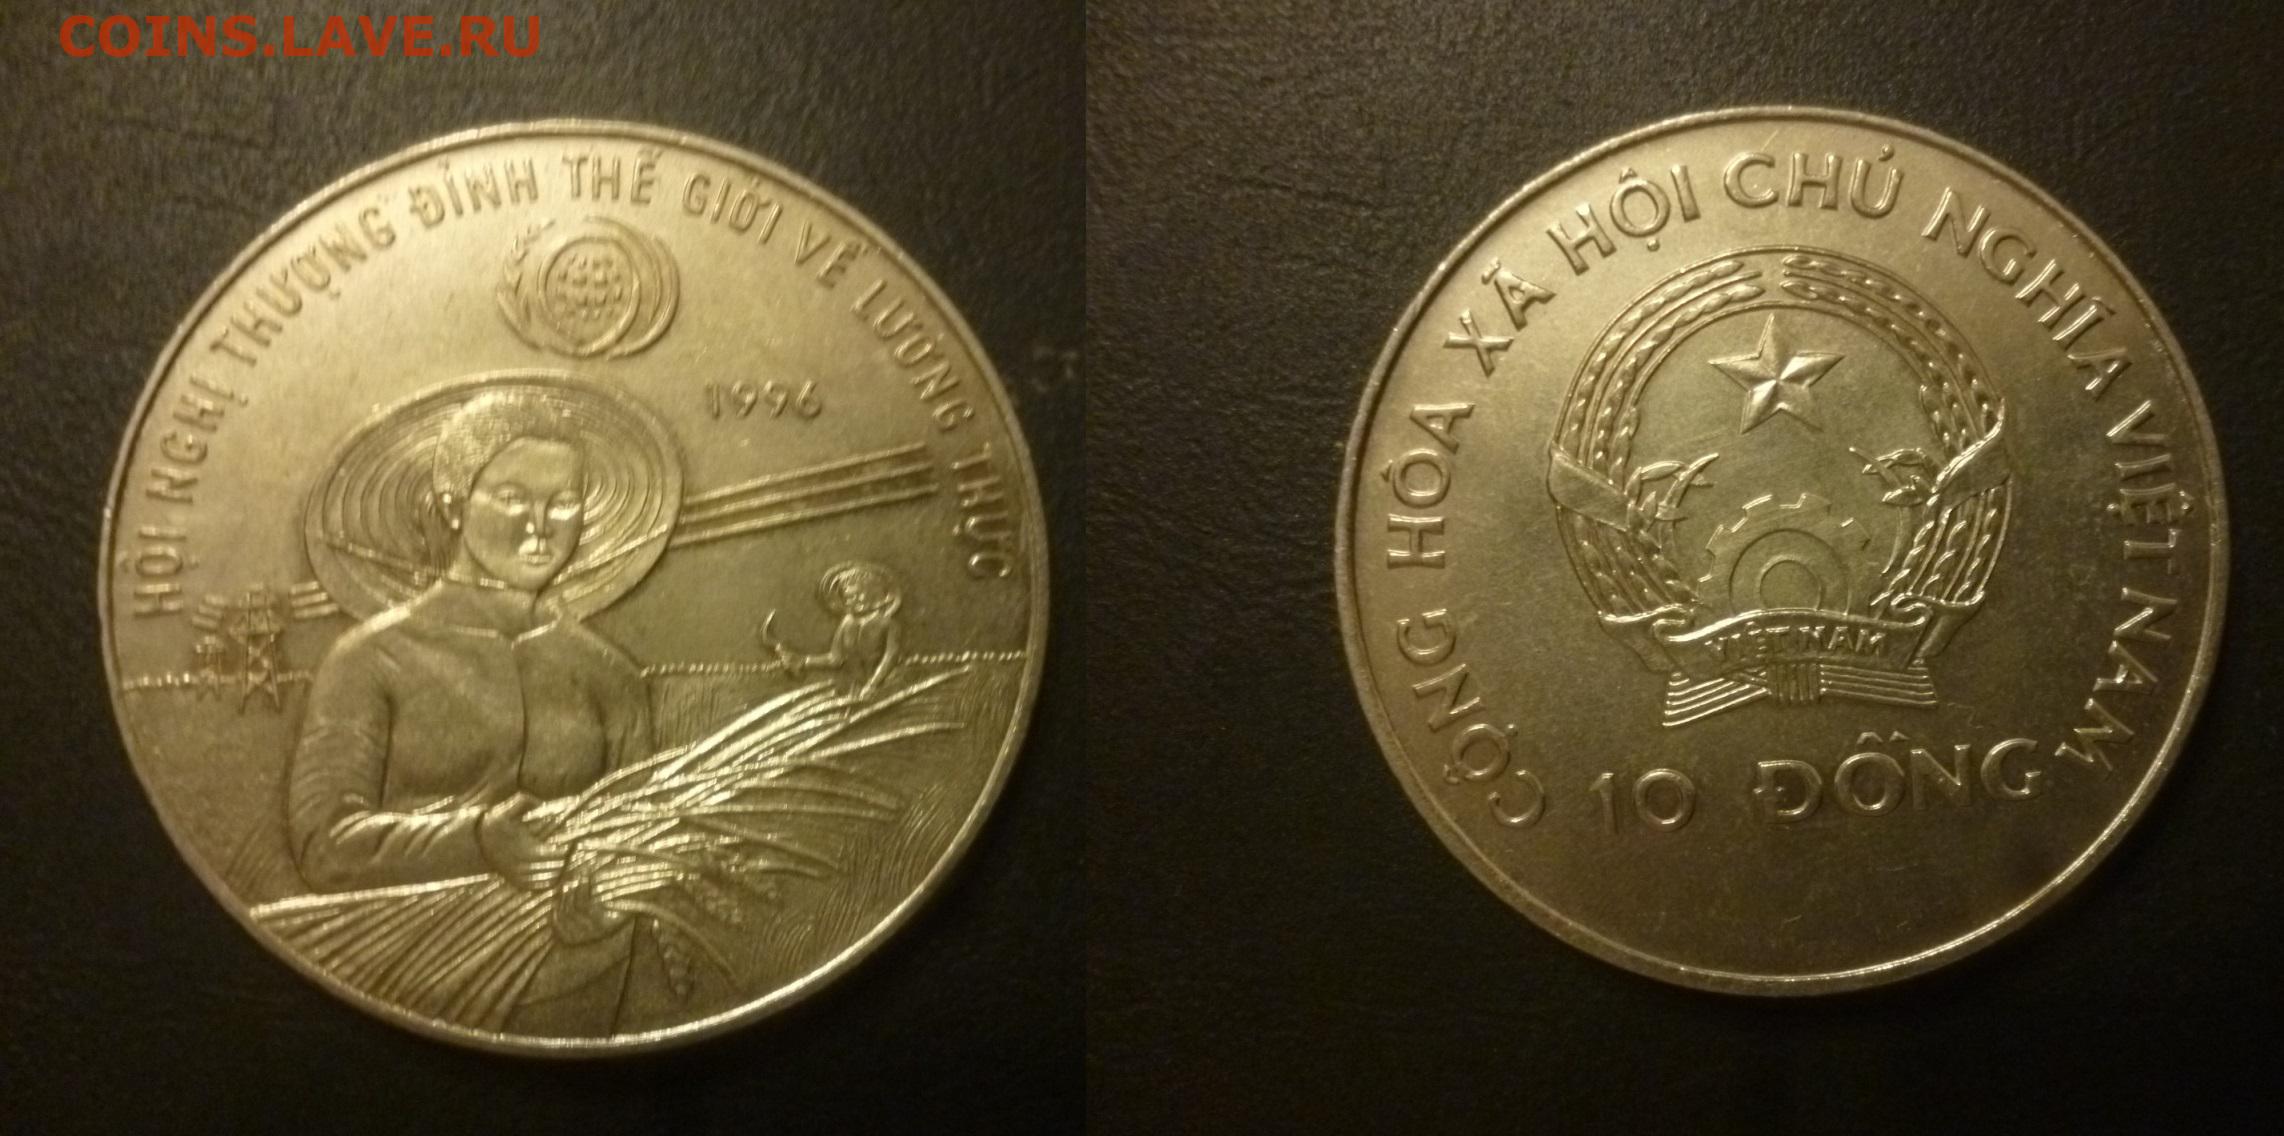 COINS.LAVE.RU
HỘI NGHỊ THƯỢNG ĐỈNH THẾ GIỚI VỀ LƯƠNG THỰC
1996
CỘNG HÒA XÃ HỘI CHỦ NGHĨA VIỆT NAM
VIỆT NAM
10 ĐỒNG